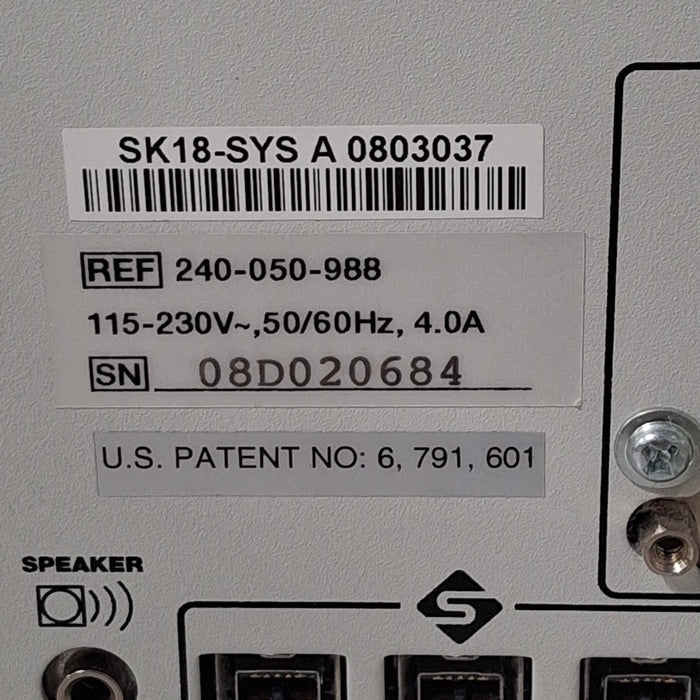 SK18-SYS A 0803037
REF 240-050-988
115-230V~,50/60Hz, 4.0A
SN 08D020684
U.S. PATENT NO: 6, 791, 601
SPEAKER
S